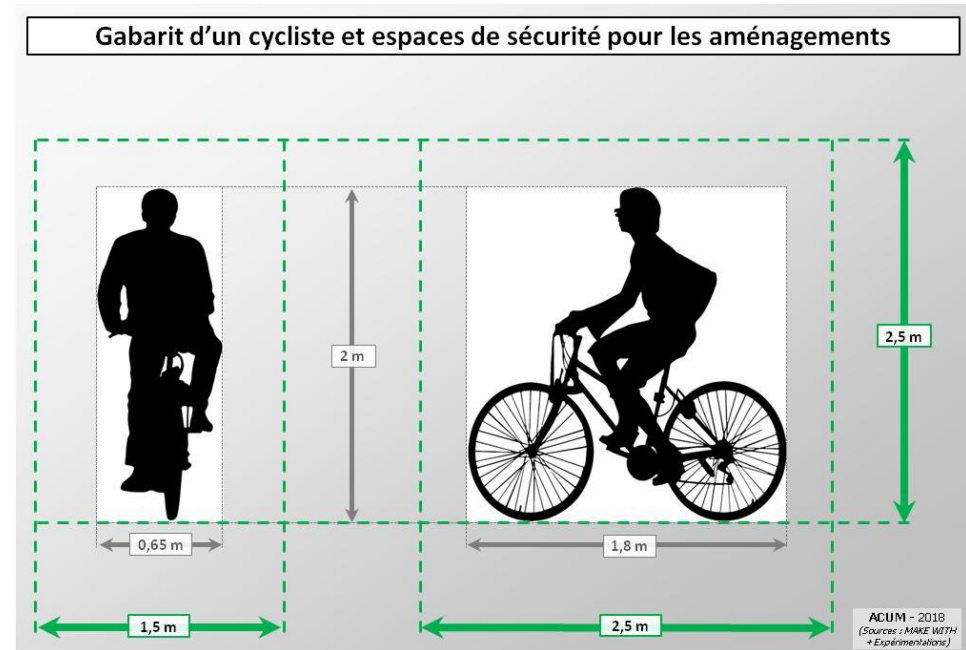 Gabarit d’un cycliste et espaces de sécurité pour les aménagements
2 m
2,5 m
0,65 m
1,8 m
1,5 m
2,5 m
ACUM - 2018
(Sources : MAKE WITH
+ Expérimentations)